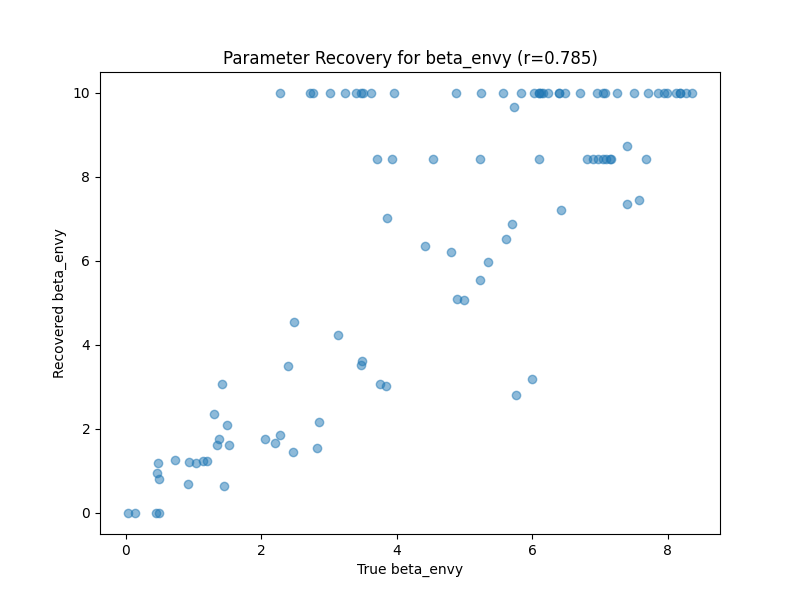 Parameter Recovery for beta_envy (r=0.785)
Recovered beta_envy
10
8
6
4
2
0
0 2 4 6 8
True beta_envy